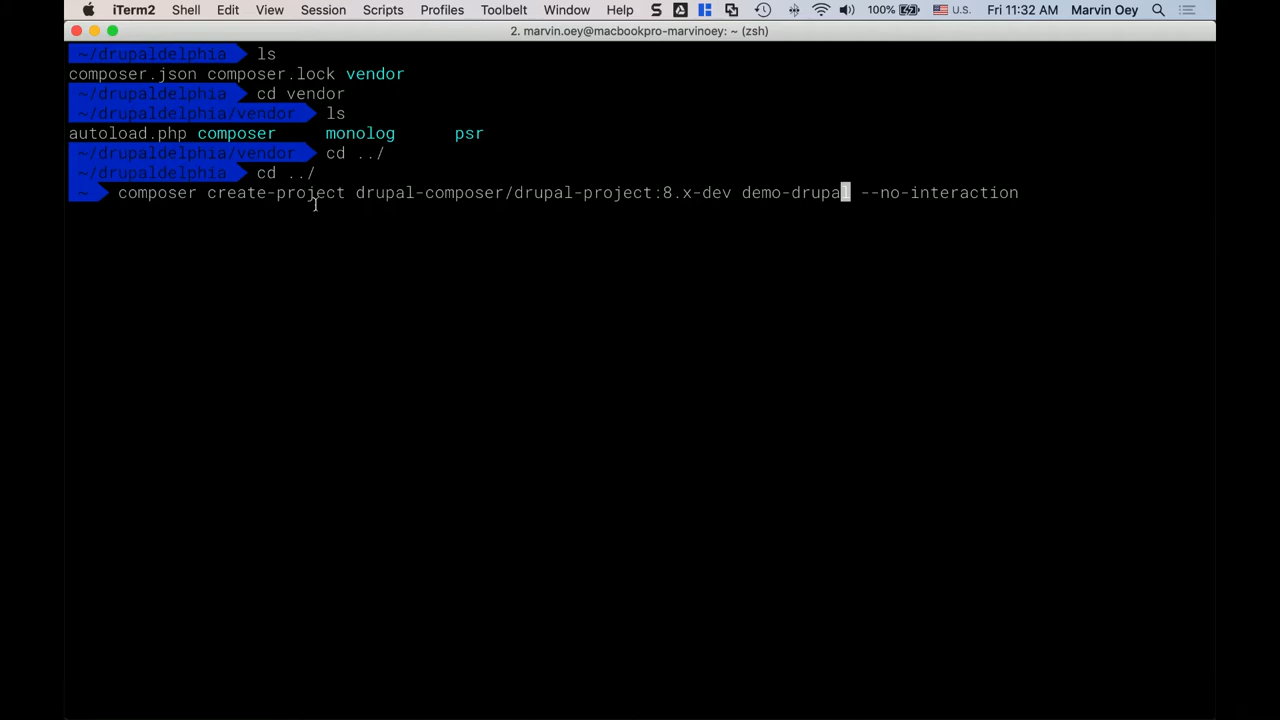 iTerm2 Shell Edit View Session Scripts Profiles Toolbelt Window Help S 100% U.S. Fri 11:32 AM Marvin Oey
2. marvin.oey@macbookpro-marvinoey: ~ (zsh)
~/drupaldelphia ls
composer.json composer.lock vendor
~/drupaldelphia cd vendor
~/drupaldelphia/vendor ls
autoload.php composer monolog psr
~/drupaldelphia/vendor cd ../
~/drupaldelphia cd ../
~ composer create-project drupal-composer/drupal-project:8.x-dev demo-drupal --no-interaction